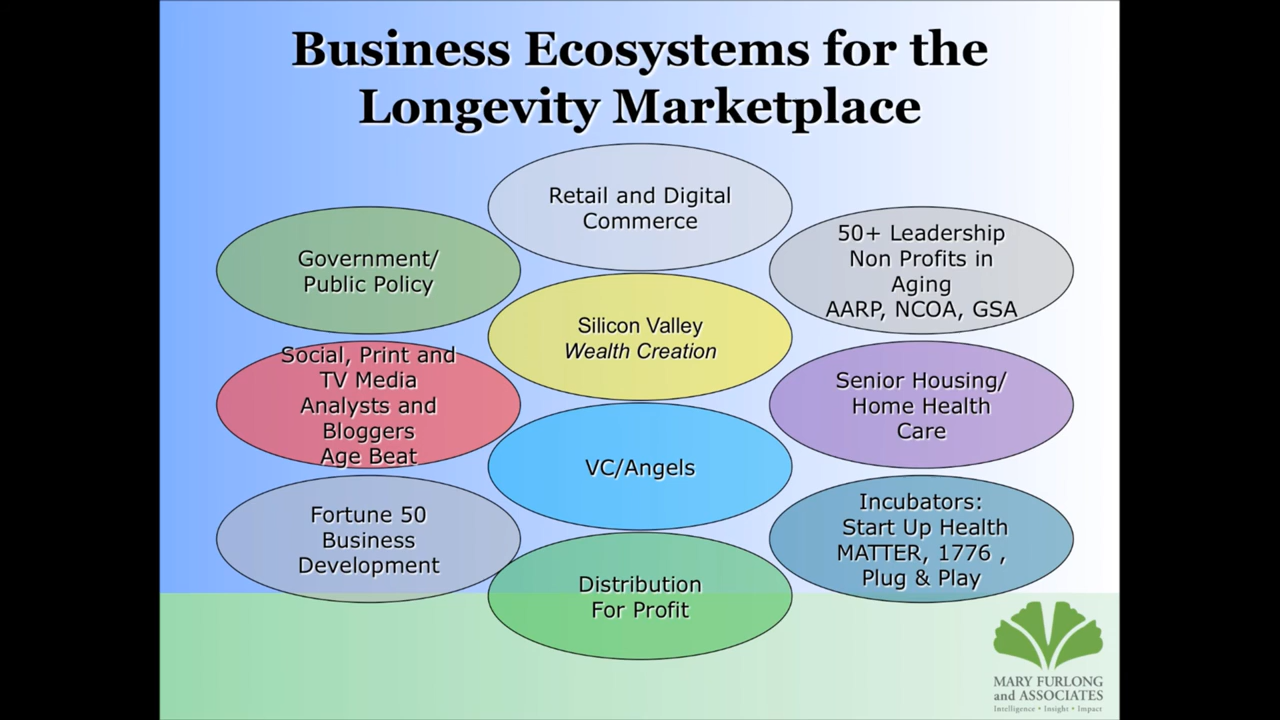 Business Ecosystems for the
Longevity Marketplace
Retail and Digital
Commerce
Government/
Public Policy
50+ Leadership
Non Profits in
Aging
AARP, NCOA, GSA
Silicon Valley
Wealth Creation
Social, Print and
TV Media
Analysts and
Bloggers
Age Beat
Senior Housing/
Home Health
Care
VC/Angels
Fortune 50
Business
Development
Incubators:
Start Up Health
MATTER, 1776 ,
Plug & Play
Distribution
For Profit
MARY FURLONG
and ASSOCIATES
Intelligence • Insight • Impact